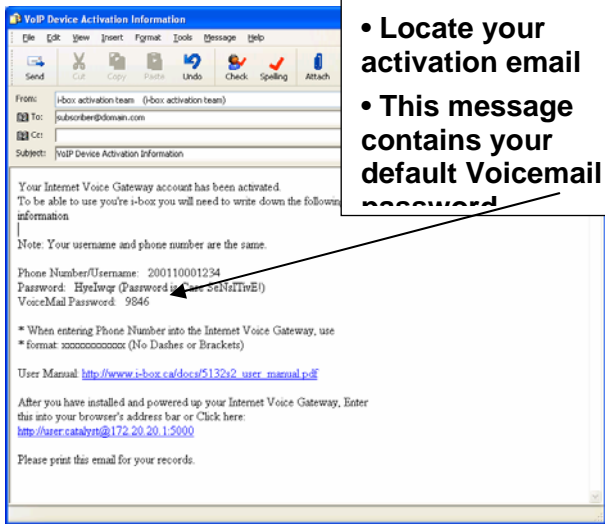 VoIP Device Activation Information
File Edit View Insert Format Tools Message Help
Send Cut Copy Paste Undo Check Spelling Attach
From: i-box activation team (i-box activation team)
To: subscriber@domain.com
Cc:
Subject: VoIP Device Activation Information
Your Internet Voice Gateway account has been activated.
To be able to use you're i-box you will need to write down the following
information
Note: Your username and phone number are the same.
Phone Number/Username: 200110001234
Password: HyeIwqr (Password is Case SeNsITivE!)
VoiceMail Password: 9846
* When entering Phone Number into the Internet Voice Gateway, use
* format: xxxxxxxxxxxx (No Dashes or Brackets)
User Manual: http://www.i-box.ca/docs/5132s2_user_manual.pdf
After you have installed and powered up your Internet Voice Gateway, Enter
this into your browser's address bar or Click here:
http://user:catalyst@172.20.20.1:5000
Please print this email for your records.
• Locate your
activation email
• This message
contains your
default Voicemail
password